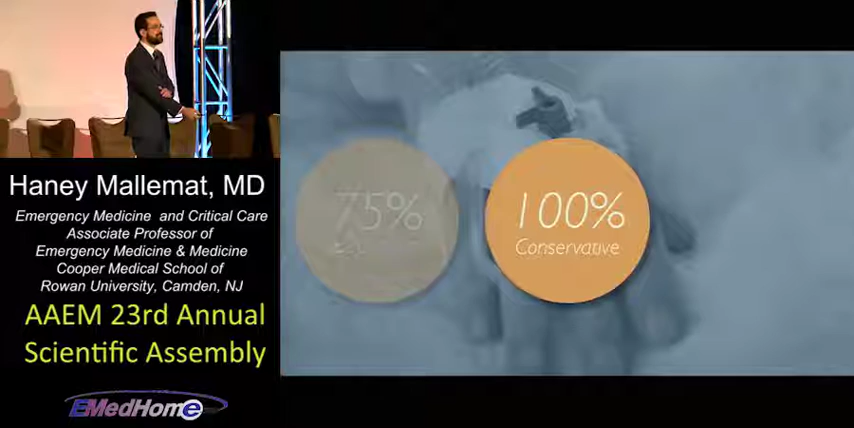 Haney Mallemat, MD
Emergency Medicine and Critical Care
Associate Professor of
Emergency Medicine & Medicine
Cooper Medical School of
Rowan University, Camden, NJ
AAEM 23rd Annual
Scientific Assembly
EMedHome
75%
100%
Conservative